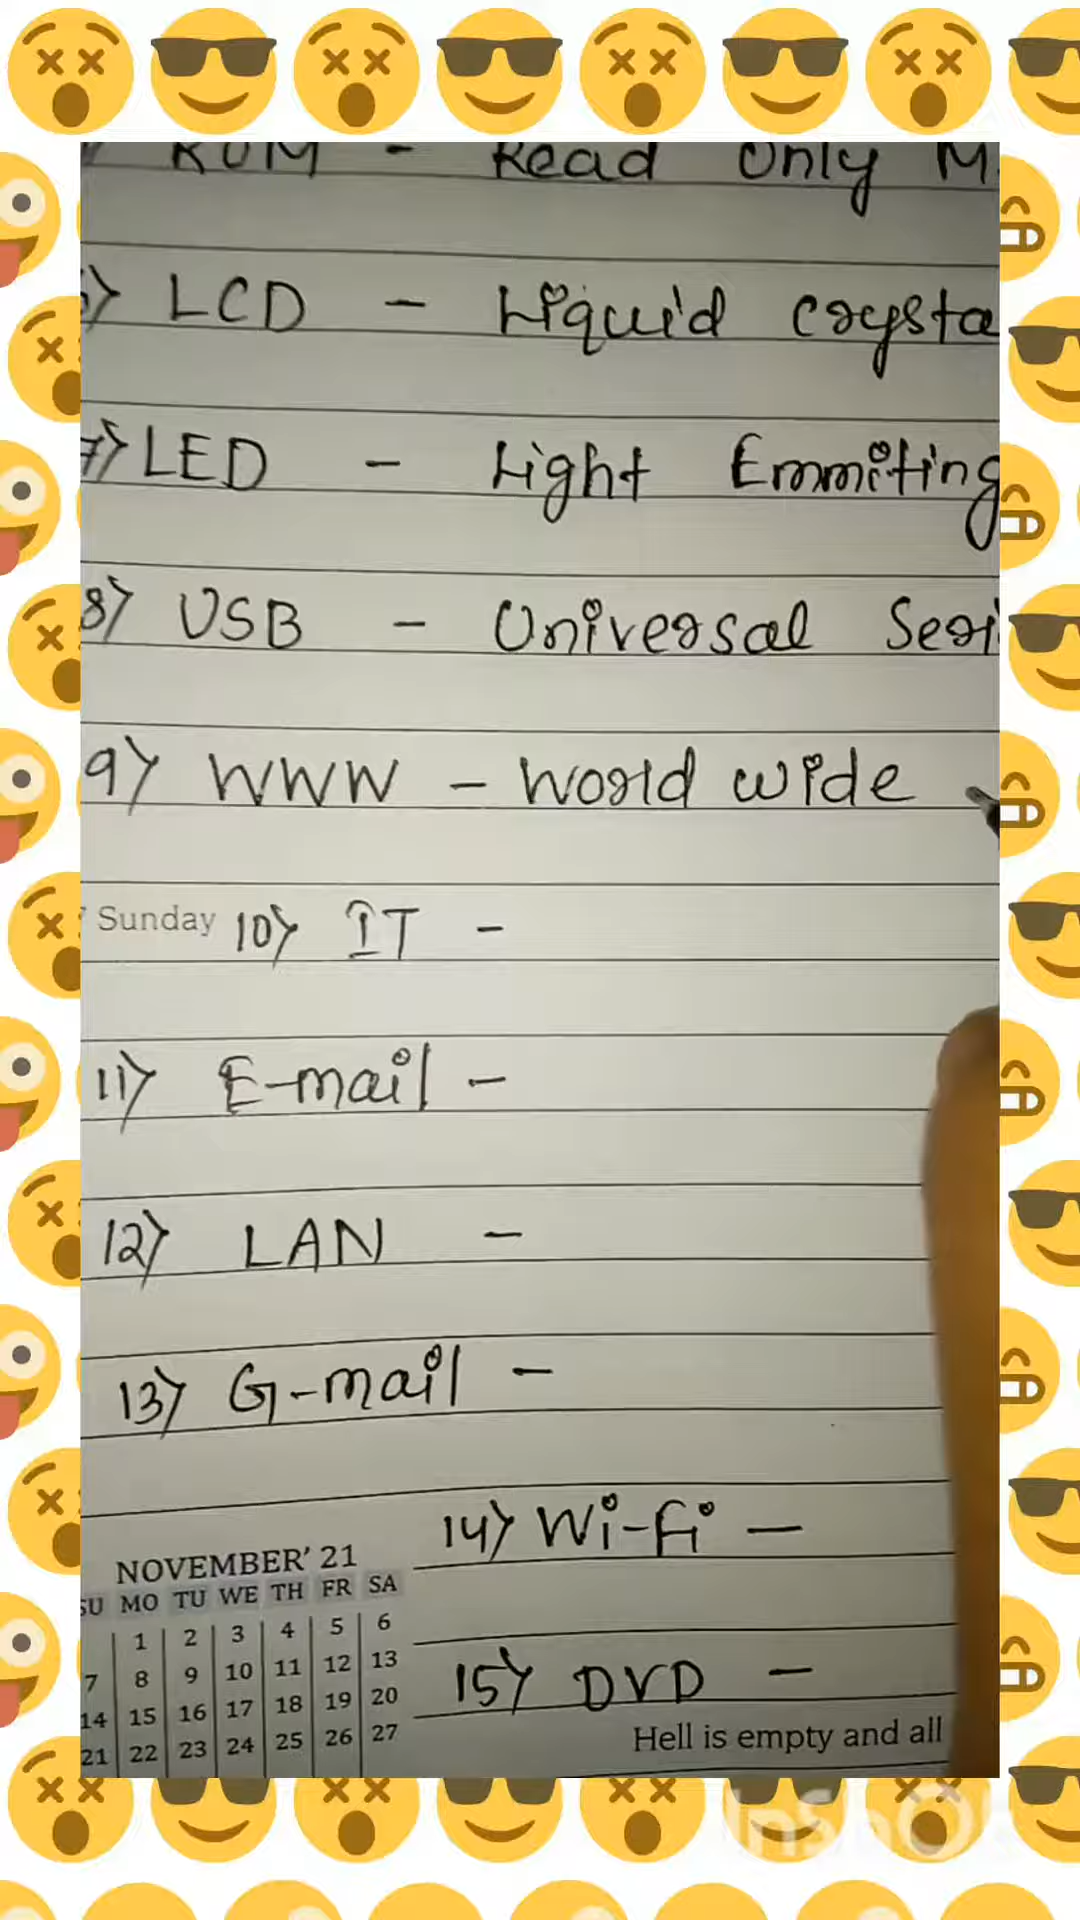 ROM - Read Only M
6) LCD - Liquid Crysta
7) LED - Light Emmiting
8) USB - Universal Seri
9) WWW - World Wide
Sunday 10) IT -
11) E-mail -
12) LAN -
13) G-mail -
14) Wi-Fi -
NOVEMBER' 21
SU MO TU WE TH FR SA
1 2 3 4 5 6
7 8 9 10 11 12 13
14 15 16 17 18 19 20
21 22 23 24 25 26 27
15) DVD -
Hell is empty and all
InShOt